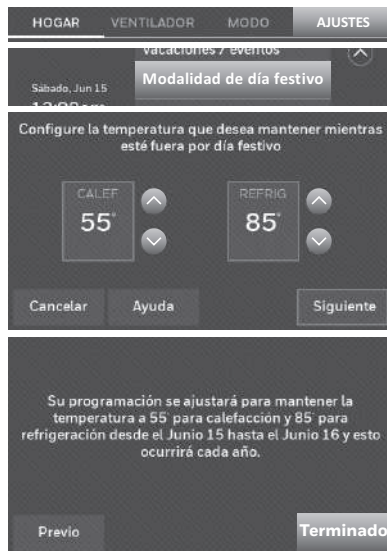 HOGAR VENTILADOR MODO AJUSTES
Vacaciones / eventos
Sábado, Jun 15
Modalidad de día festivo
Configure la temperatura que desea mantener mientras
esté fuera por día festivo
CALEF
55°
REFRIG
85°
Cancelar Ayuda Siguiente
Su programación se ajustará para mantener la
temperatura a 55° para calefacción y 85° para
refrigeración desde el Junio 15 hasta el Junio 16 y esto
ocurrirá cada año.
Previo Terminado